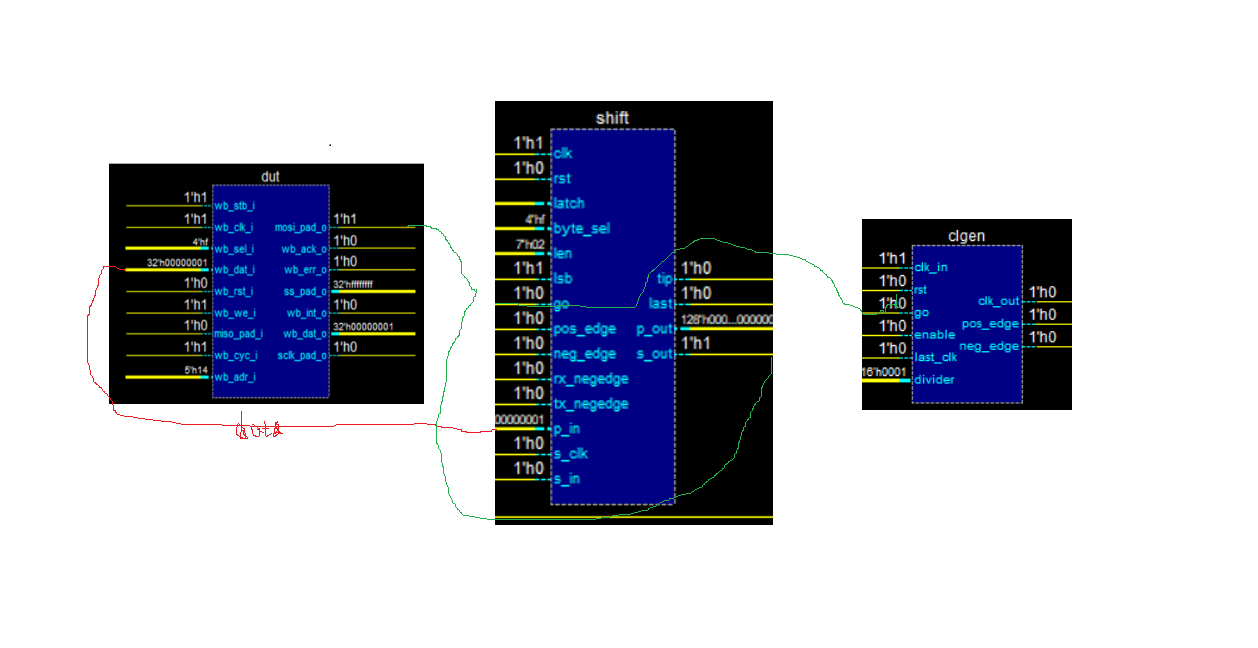 dut
1'h1 wb_stb_i
1'h1 wb_clk_i mosi_pad_o 1'h1
4'hf wb_sel_i wb_ack_o 1'h0
32'h00000001 wb_dat_i wb_err_o 1'h0
1'h0 wb_rst_i ss_pad_o 32'hffffffff
1'h1 wb_we_i wb_int_o 1'h0
1'h0 miso_pad_i wb_dat_o 32'h00000001
1'h1 wb_cyc_i sclk_pad_o 1'h0
5'h14 wb_adr_i
data
shift
1'h1 clk
1'h0 rst
latch
4'hf byte_sel
7'h02 len
1'h1 lsb tip 1'h0
1'h0 go last 1'h0
1'h0 pos_edge p_out 128'h000...000000
1'h0 neg_edge s_out 1'h1
1'h0 rx_negedge
1'h0 tx_negedge
00000001 p_in
1'h0 s_clk
1'h0 s_in
clgen
1'h1 clk_in
1'h0 rst clk_out 1'h0
1'h0 go pos_edge 1'h0
1'h0 enable neg_edge 1'h0
1'h0 last_clk
16'h0001 divider